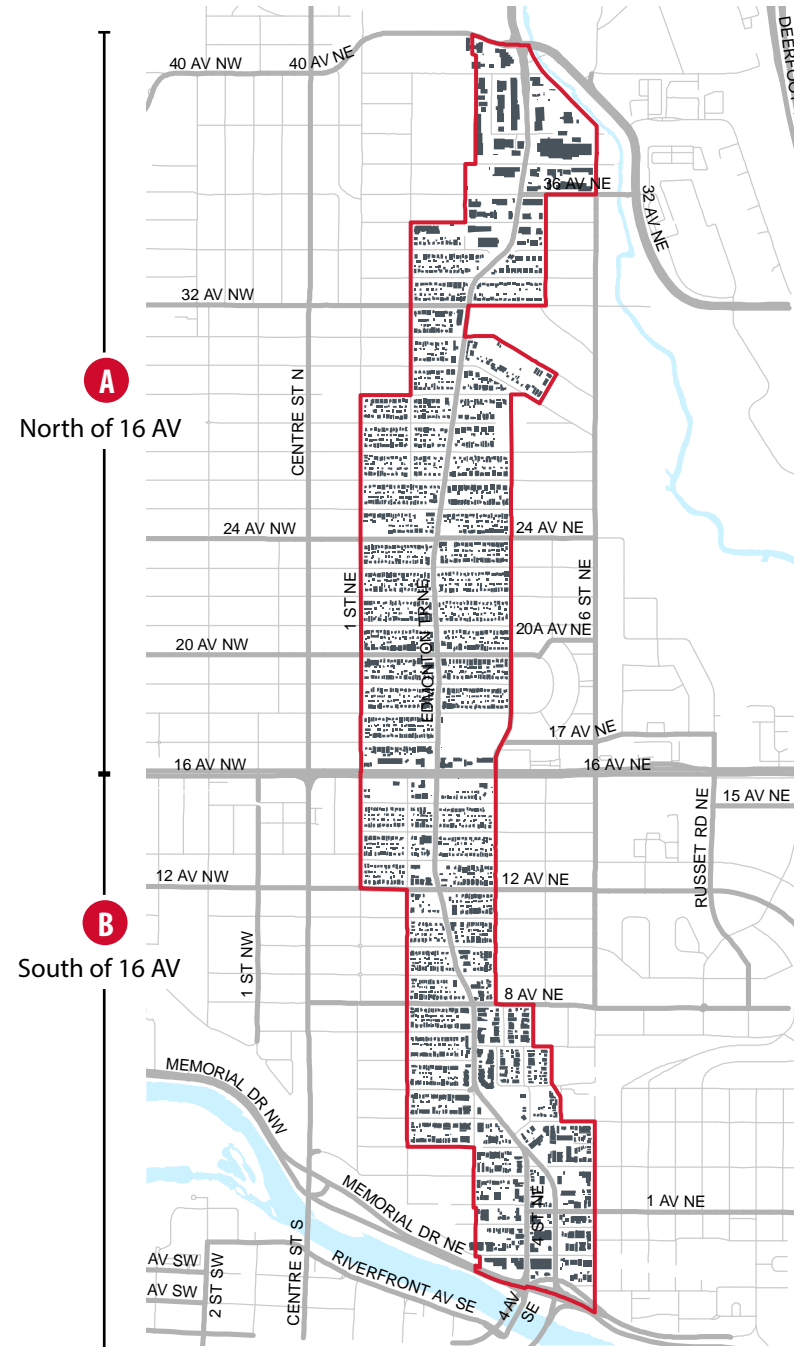 DEERFOOT
40 AV NW
40 AV NE
36 AV NE
32 AV NE
32 AV NW
A
North of 16 AV
CENTRE ST N
24 AV NW
24 AV NE
1 ST NE
EDMONTON TR NE
6 ST NE
20A AV NE
20 AV NW
17 AV NE
16 AV NW
16 AV NE
15 AV NE
RUSSET RD NE
12 AV NW
12 AV NE
B
South of 16 AV
1 ST NW
8 AV NE
MEMORIAL DR NW
MEMORIAL DR NE
4 ST NE
1 AV NE
AV SW
AV SW
2 ST SW
CENTRE ST S
RIVERFRONT AV SE
4 AV
SE